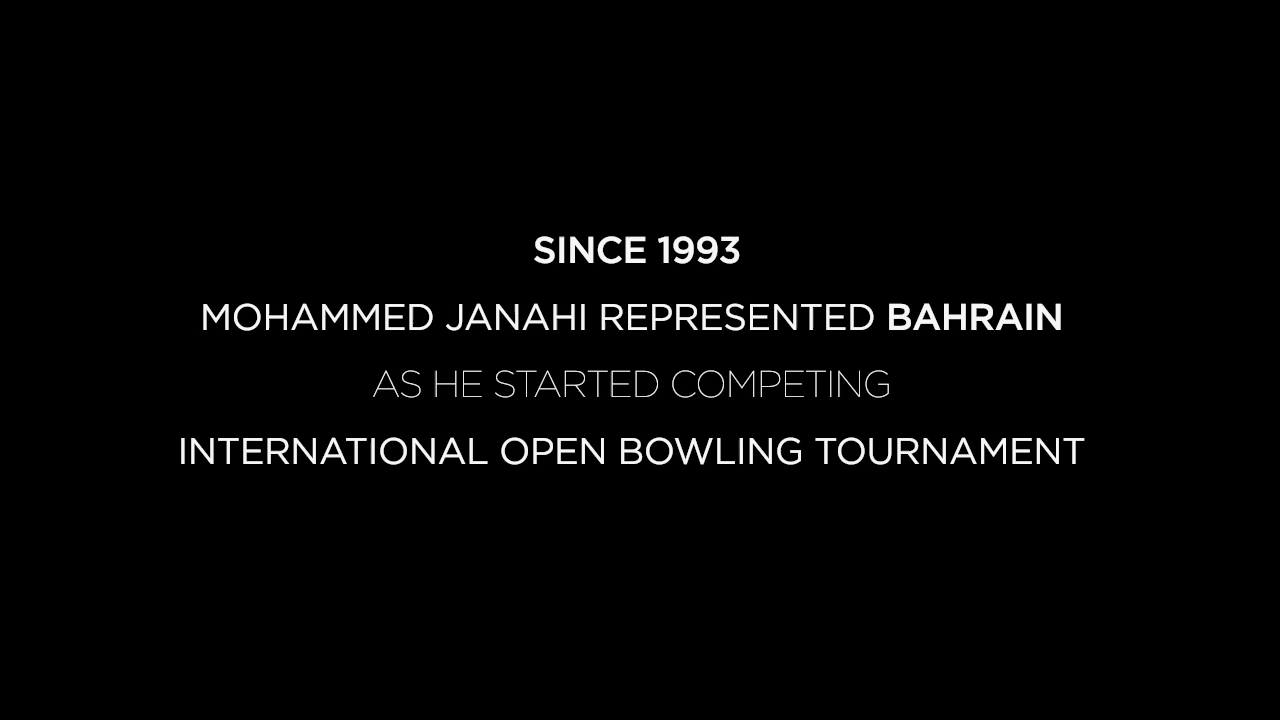 SINCE 1993
MOHAMMED JANAHI REPRESENTED BAHRAIN
AS HE STARTED COMPETING
INTERNATIONAL OPEN BOWLING TOURNAMENT